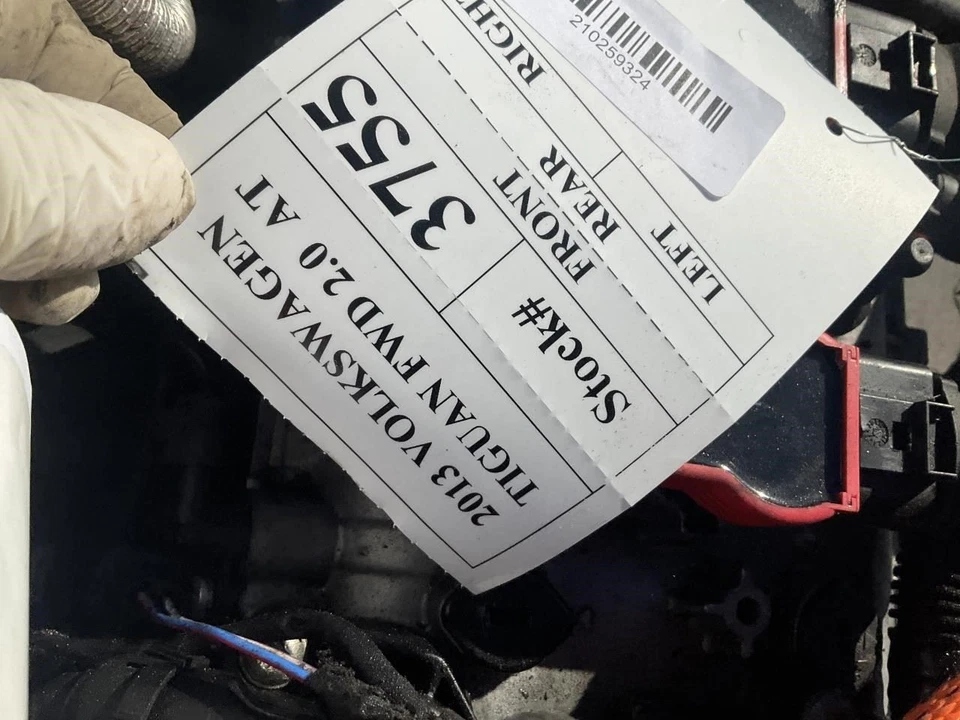 2013 VOLKSWAGEN
TIGUAN FWD 2.0 AT
Stock#
3755
FRONT
REAR
RIGHT
LEFT
210259324